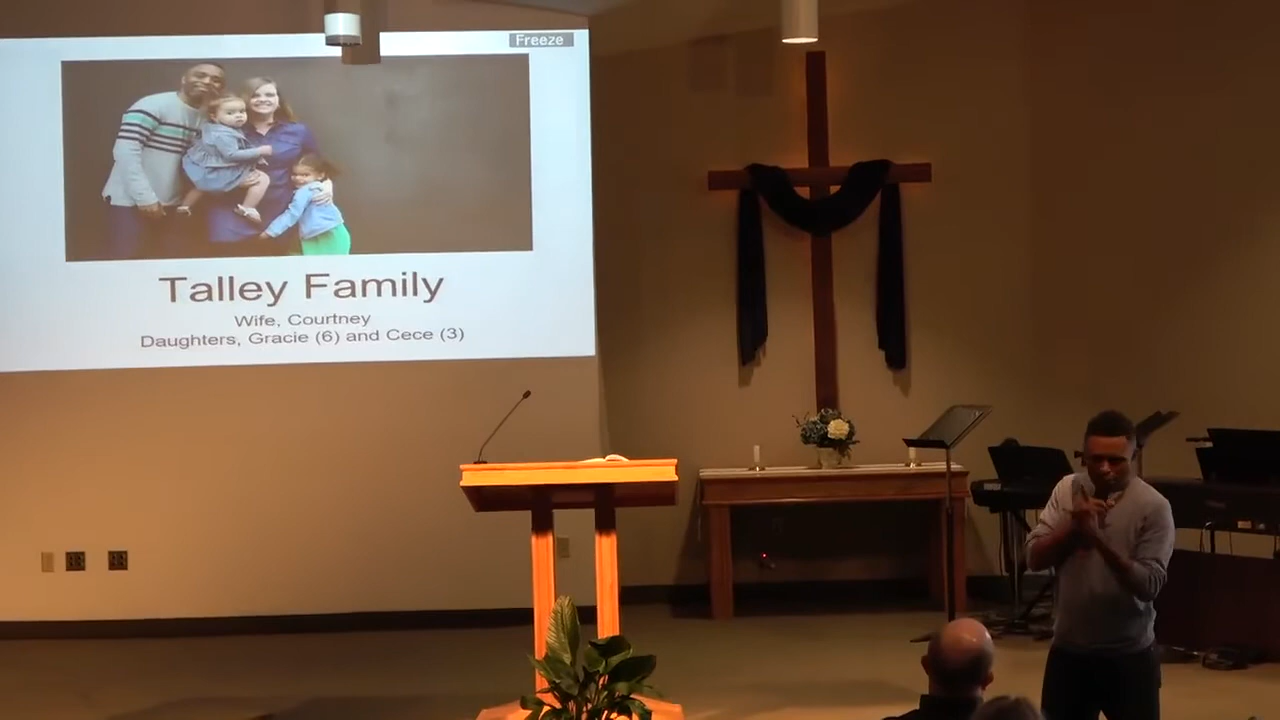 Freeze
Talley Family
Wife, Courtney
Daughters, Gracie (6) and Cece (3)